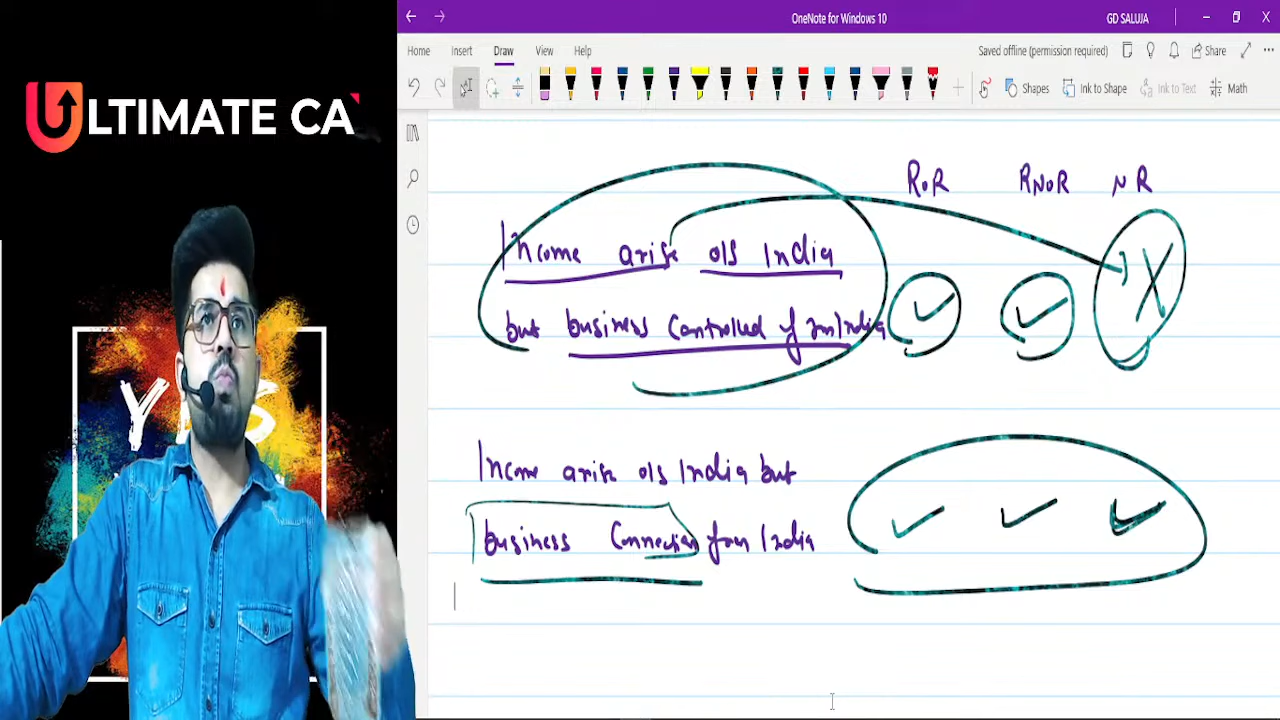 ULTIMATE CA
OneNote for Windows 10
GD SALUJA
Home Insert Draw View Help
Saved offline (permission required)
Share
Shapes
Ink to Shape
Ink to Text
Math
ROR RNOR NR
Income arise o/s India
but business Controlled from India
Income arise o/s India but
business Connection from India